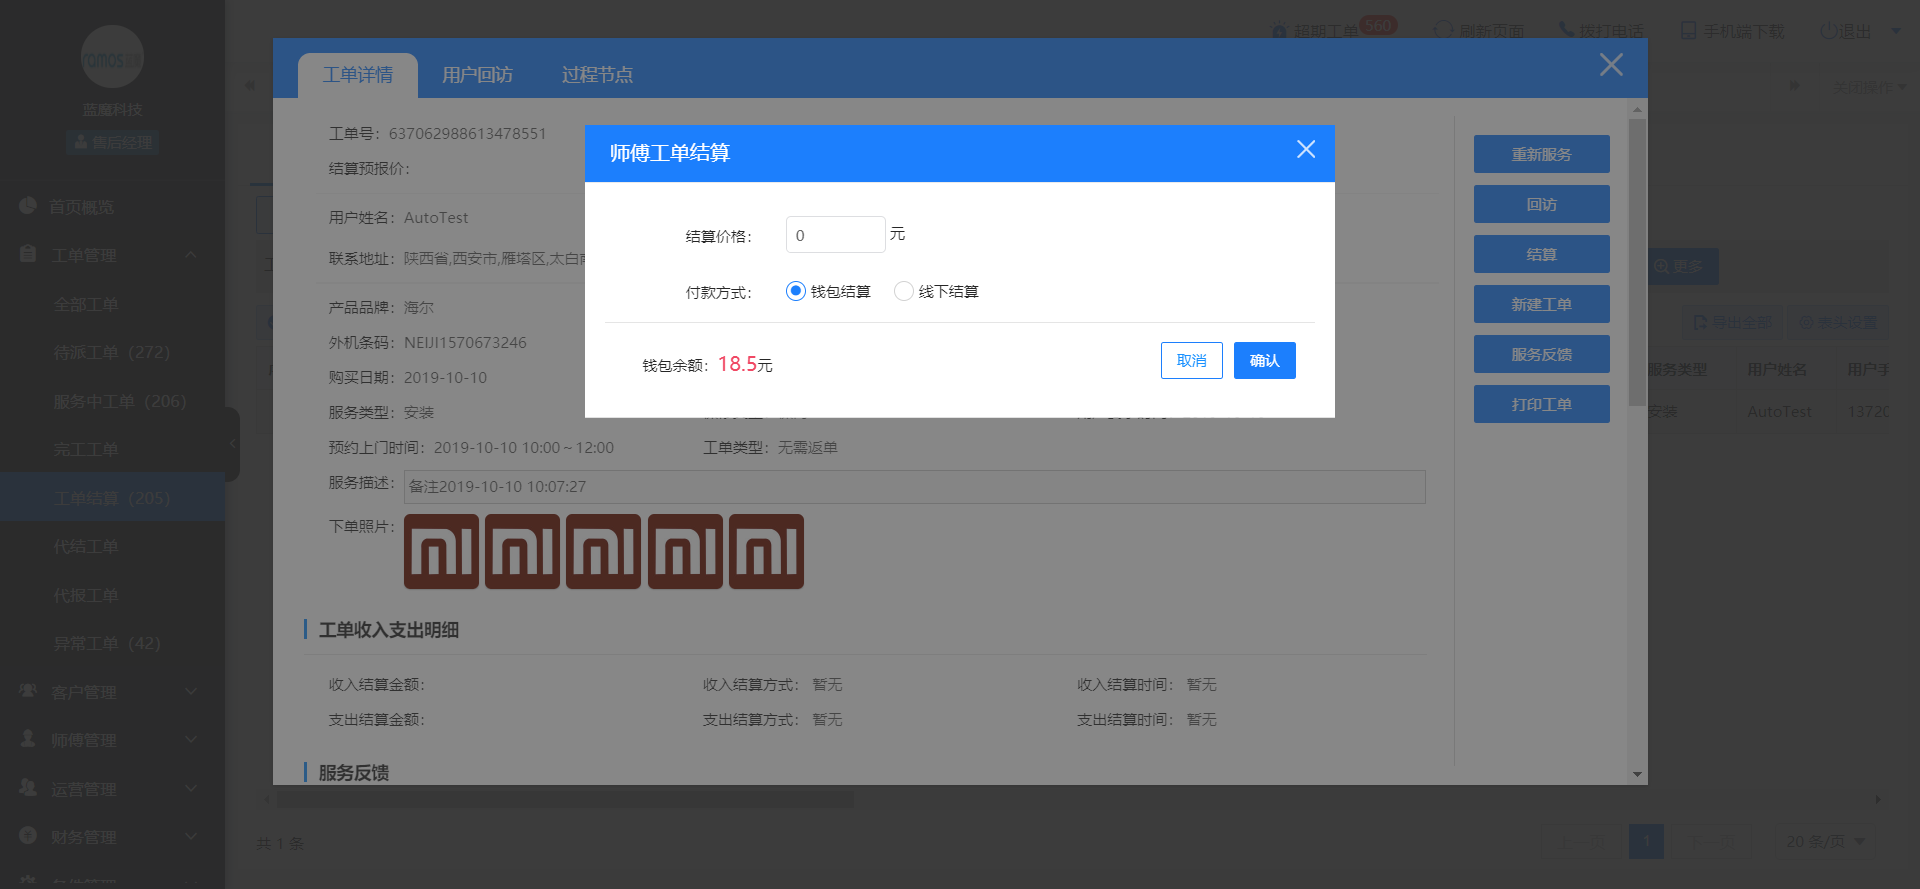 romos
蓝魔科技
售后经理
首页概览
工单管理
全部工单
待派工单（272）
服务中工单（206）
完工工单
工单结算（205）
代结工单
代报工单
异常工单（42）
客户管理
师傅管理
运营管理
财务管理
超期工单 560 刷新页面 拨打电话 手机端下载 退出
关闭操作
工单详情 用户回访 过程节点
工单号：637062988613478551
结算预报价：
用户姓名：AutoTest
联系地址：陕西省,西安市,雁塔区,太白南
产品品牌：海尔
外机条码：NEIJI1570673246
购买日期：2019-10-10
服务类型：安装
预约上门时间：2019-10-10 10:00～12:00 工单类型：无需返单
服务描述：备注2019-10-10 10:07:27
下单照片：
工单收入支出明细
收入结算金额： 收入结算方式：暂无 收入结算时间：暂无
支出结算金额： 支出结算方式：暂无 支出结算时间：暂无
服务反馈
师傅工单结算
结算价格： 0 元
付款方式： 钱包结算 线下结算
钱包余额：18.5元
取消 确认
重新服务
回访
结算
新建工单
服务反馈
打印工单
更多
导出全部 表头设置
服务类型 用户姓名 用户手
安装 AutoTest 1372
共 1 条
上一页 1 下一页 20 条/页